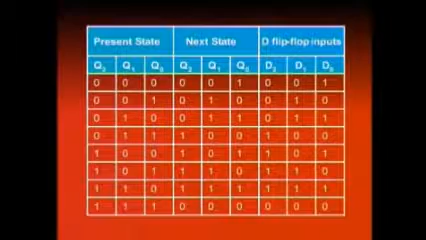 Present State Next State D flip-flop inputs
Q₂ Q₁ Q₀ Q₂ Q₁ Q₀ D₂ D₁ D₀
0 0 0 0 0 1 0 0 1
0 0 1 0 1 0 0 1 0
0 1 0 0 1 1 0 1 1
0 1 1 1 0 0 1 0 0
1 0 0 1 0 1 1 0 1
1 0 1 1 1 0 1 1 0
1 1 0 1 1 1 1 1 1
1 1 1 0 0 0 0 0 0